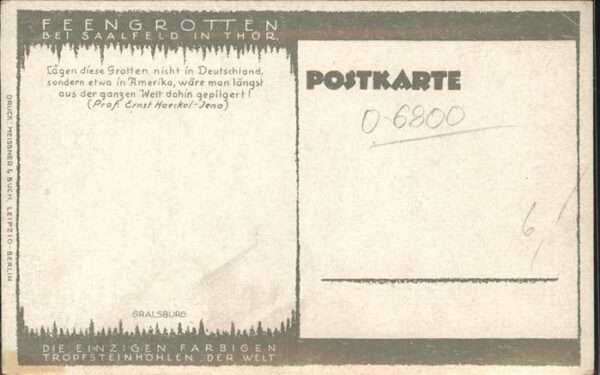 FEENGROTTEN
BEI SAALFELD IN THÜR.
Lägen diese Grotten nicht in Deutschland,
sondern etwa in Amerika, wäre man längst
aus der ganzen Welt dahin gepilgert!
(Prof. Ernst Haeckel-Jena)
DRUCK: MEISSNER & BUCH, LEIPZIG-BERLIN
GRALSBURG
DIE EINZIGEN FARBIGEN
TROPFSTEINHÖHLEN DER WELT
POSTKARTE
O-6800
6,